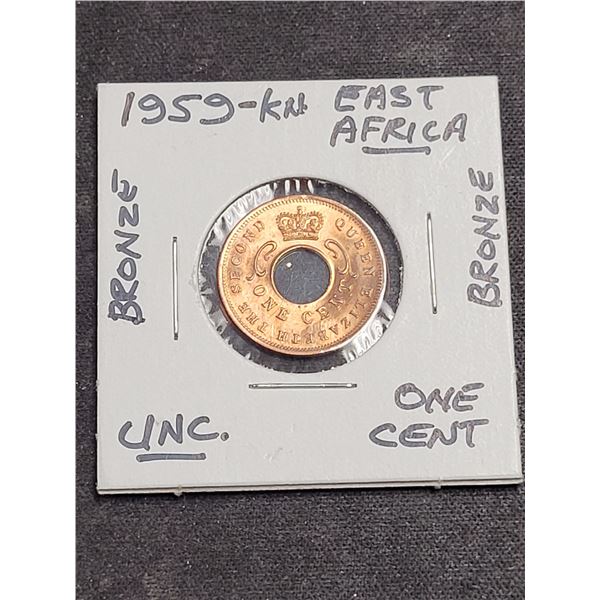 1959-KN EAST
AFRICA
BRONZE
BRONZE
QUEEN ELIZABETH THE SECOND
ONE CENT
UNC.
ONE
CENT